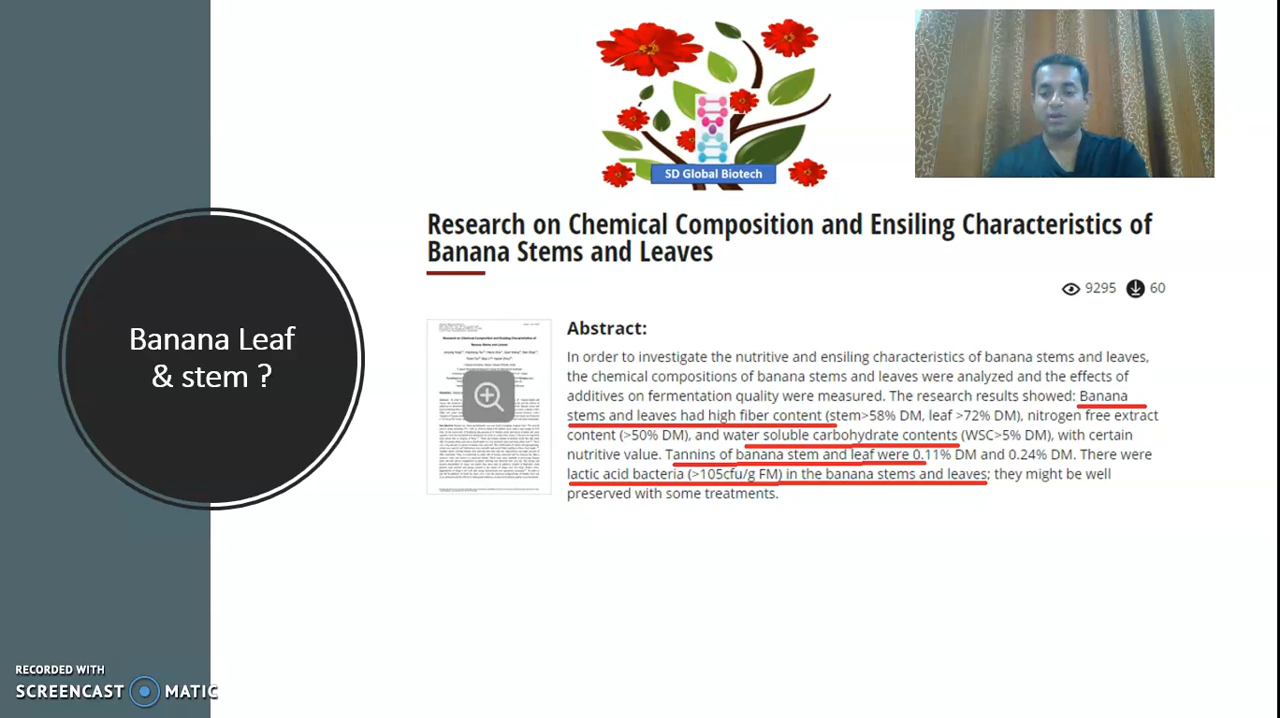 SD Global Biotech
Research on Chemical Composition and Ensiling Characteristics of
Banana Stems and Leaves
9295 60
Banana Leaf
& stem ?
Abstract:
In order to investigate the nutritive and ensiling characteristics of banana stems and leaves,
the chemical compositions of banana stems and leaves were analyzed and the effects of
additives on fermentation quality were measured. The research results showed: Banana
stems and leaves had high fiber content (stem>58% DM, leaf >72% DM), nitrogen free extract
content (>50% DM), and water soluble carbohydrate contents (WSC>5% DM), with certain
nutritive value. Tannins of banana stem and leaf were 0.11% DM and 0.24% DM. There were
lactic acid bacteria (>105cfu/g FM) in the banana stems and leaves; they might be well
preserved with some treatments.
RECORDED WITH
SCREENCAST MATIC